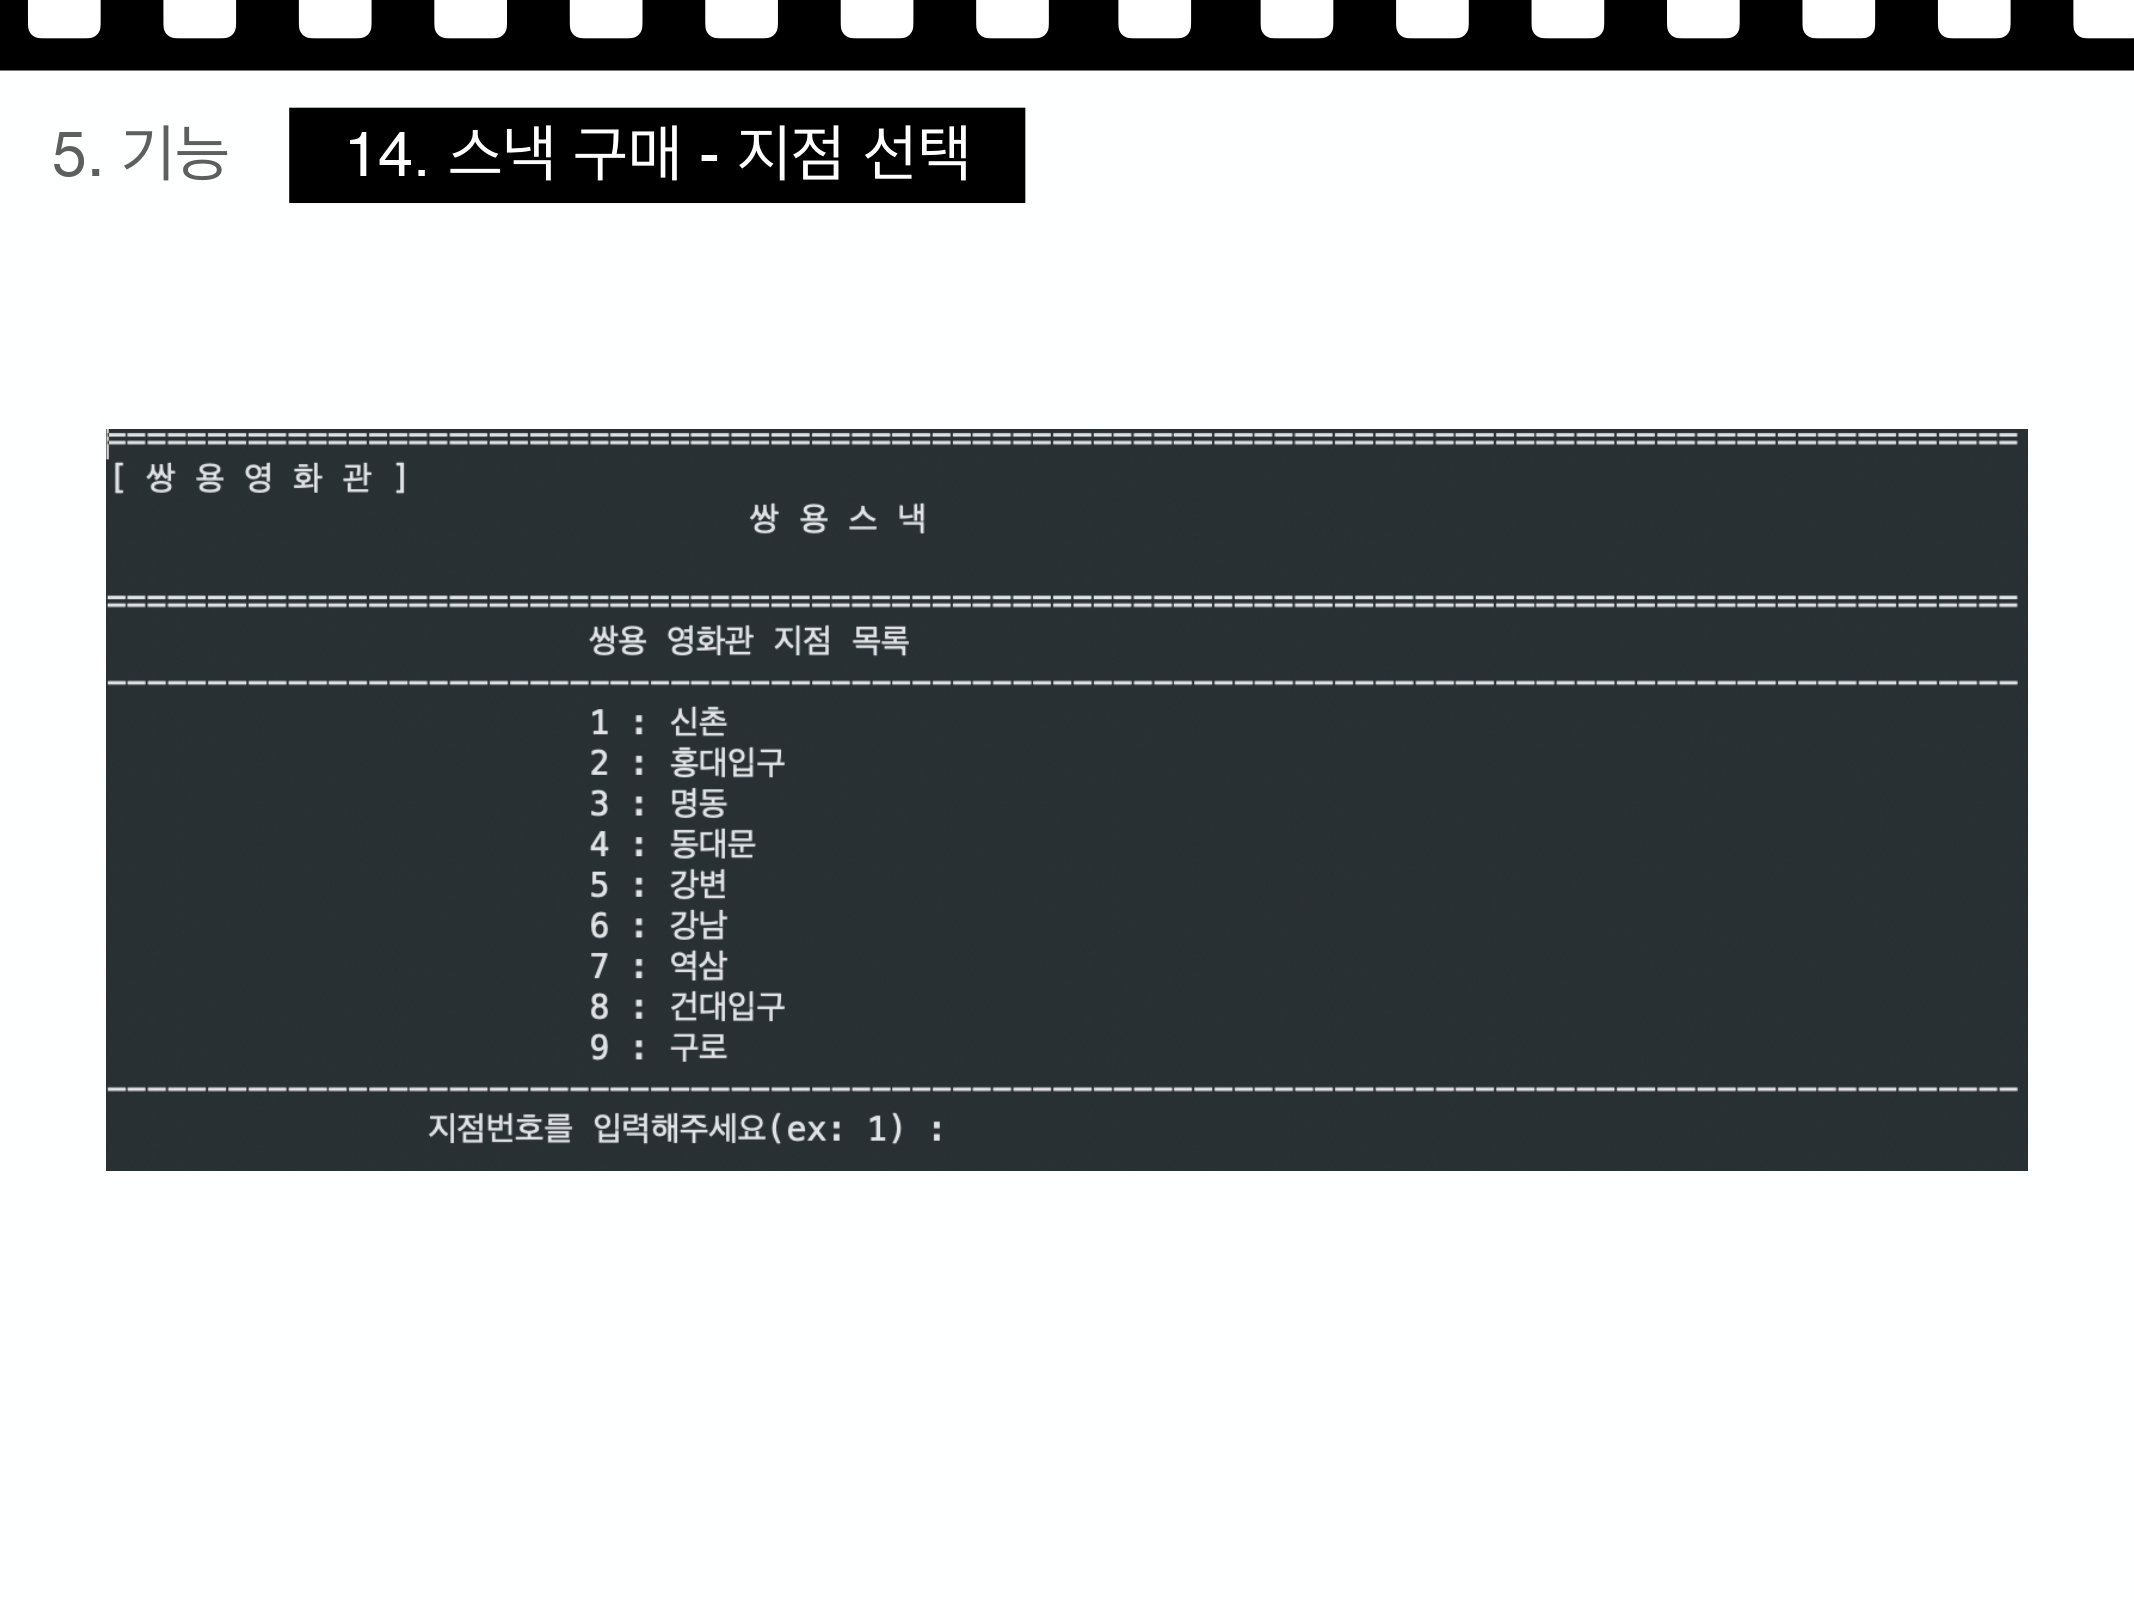 5. 기능
14. 스낵 구매 - 지점 선택
===============================================================================================
[ 쌍 용 영 화 관 ]
쌍 용 스 낵
===============================================================================================
쌍용 영화관 지점 목록
-----------------------------------------------------------------------------------------------
1 : 신촌
2 : 홍대입구
3 : 명동
4 : 동대문
5 : 강변
6 : 강남
7 : 역삼
8 : 건대입구
9 : 구로
-----------------------------------------------------------------------------------------------
지점번호를 입력해주세요(ex: 1) :